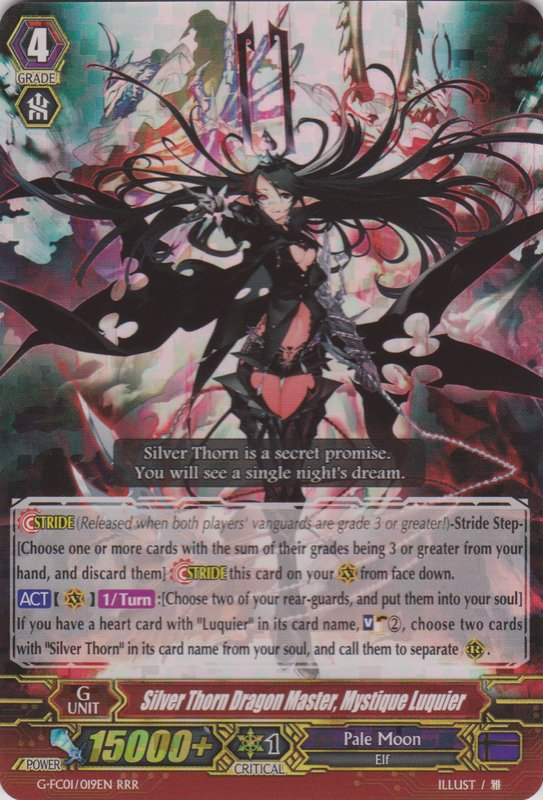 4
GRADE
Silver Thorn is a secret promise.
You will see a single night's dream.
STRIDE (Released when both players' vanguards are grade 3 or greater!)-Stride Step-
[Choose one or more cards with the sum of their grades being 3 or greater from
your hand, and discard them] STRIDE this card on your V from face down.
ACT [ V ] 1/Turn :[Choose two of your rear-guards, and put them into your soul]
If you have a heart card with "Luquier" in its card name, V ②, choose two cards
with "Silver Thorn" in its card name from your soul, and call them to separate R .
G
UNIT
Silver Thorn Dragon Master, Mystique Luquier
POWER
15000+
1
CRITICAL
Pale Moon
Elf
G-FC01/019EN RRR
ILLUST / 雅